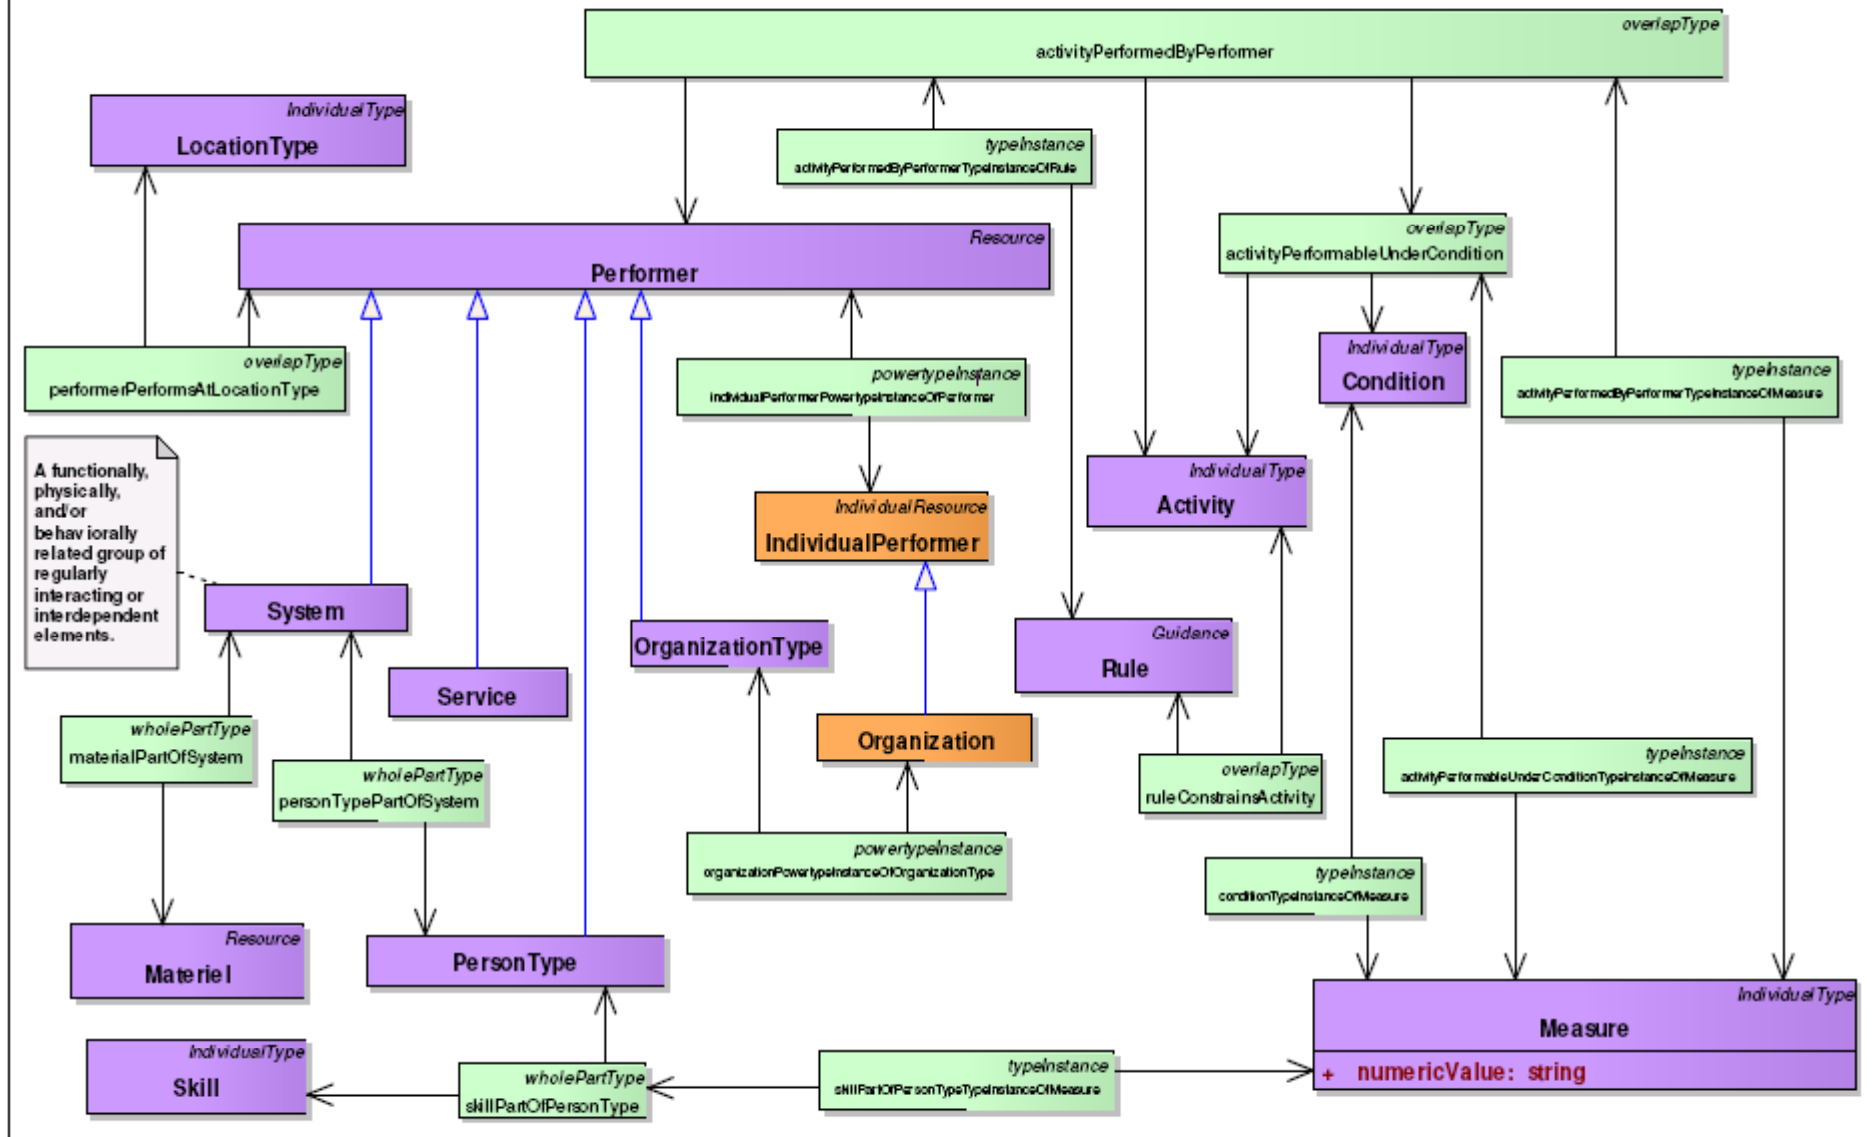 overlapType
activityPerformedByPerformer
IndividualType
LocationType
typeInstance
activityPerformedByPerformerTypeInstanceOfRule
Resource
Performer
overlapType
activityPerformableUnderCondition
IndividualType
Condition
overlapType
performerPerformsAtLocationType
powertypeInstance
individualPerformerPowertypeInstanceOfPerformer
typeInstance
activityPerformedByPerformerTypeInstanceOfMeasure
A functionally,
physically,
and/or
behaviorally
related group of
regularly
interacting or
interdependent
elements.
IndividualType
Activity
IndividualResource
IndividualPerformer
System
OrganizationType
Guidance
Rule
Service
wholePartType
materialPartOfSystem
Organization
wholePartType
personTypePartOfSystem
overlapType
ruleConstrainsActivity
typeInstance
activityPerformableUnderConditionTypeInstanceOfMeasure
powertypeInstance
organizationPowertypeInstanceOfOrganizationType
typeInstance
conditionTypeInstanceOfMeasure
Resource
Materiel
PersonType
IndividualType
Measure
+ numericValue: string
IndividualType
Skill
wholePartType
skillPartOfPersonType
typeInstance
skillPartOfPersonTypeTypeInstanceOfMeasure